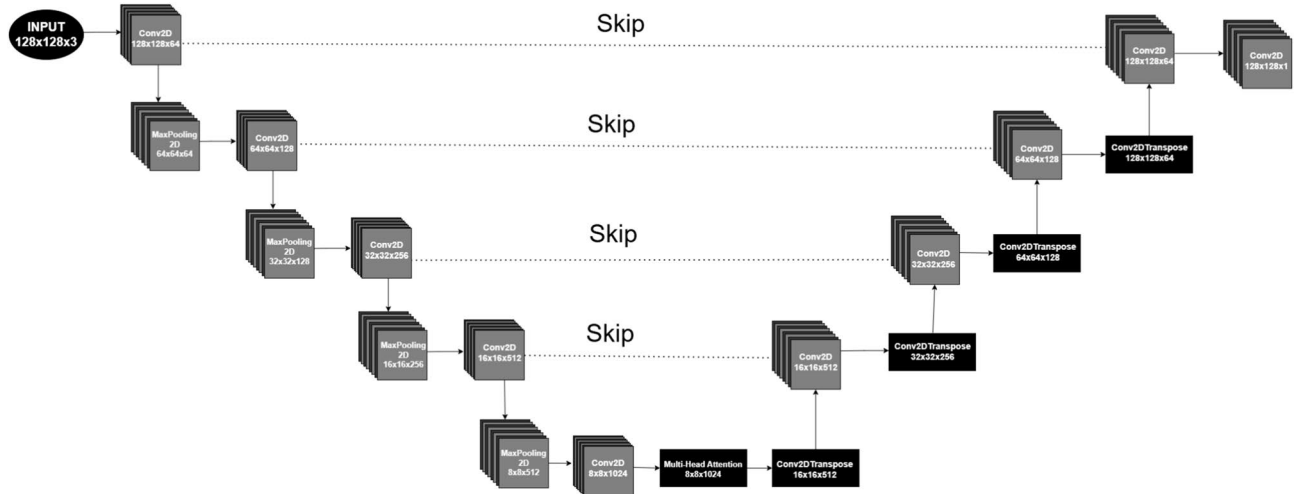 INPUT
128x128x3
Conv2D
128x128x64
Skip
Conv2D
128x128x64
Conv2D
128x128x1
MaxPooling
2D
64x64x64
Conv2D
64x64x128
Skip
Conv2D
64x64x128
Conv2DTranspose
128x128x64
MaxPooling
2D
32x32x128
Conv2D
32x32x256
Skip
Conv2D
32x32x256
Conv2DTranspose
64x64x128
MaxPooling
2D
16x16x256
Conv2D
16x16x512
Skip
Conv2D
16x16x512
Conv2DTranspose
32x32x256
MaxPooling
2D
8x8x512
Conv2D
8x8x1024
Multi-Head Attention
8x8x1024
Conv2DTranspose
16x16x512